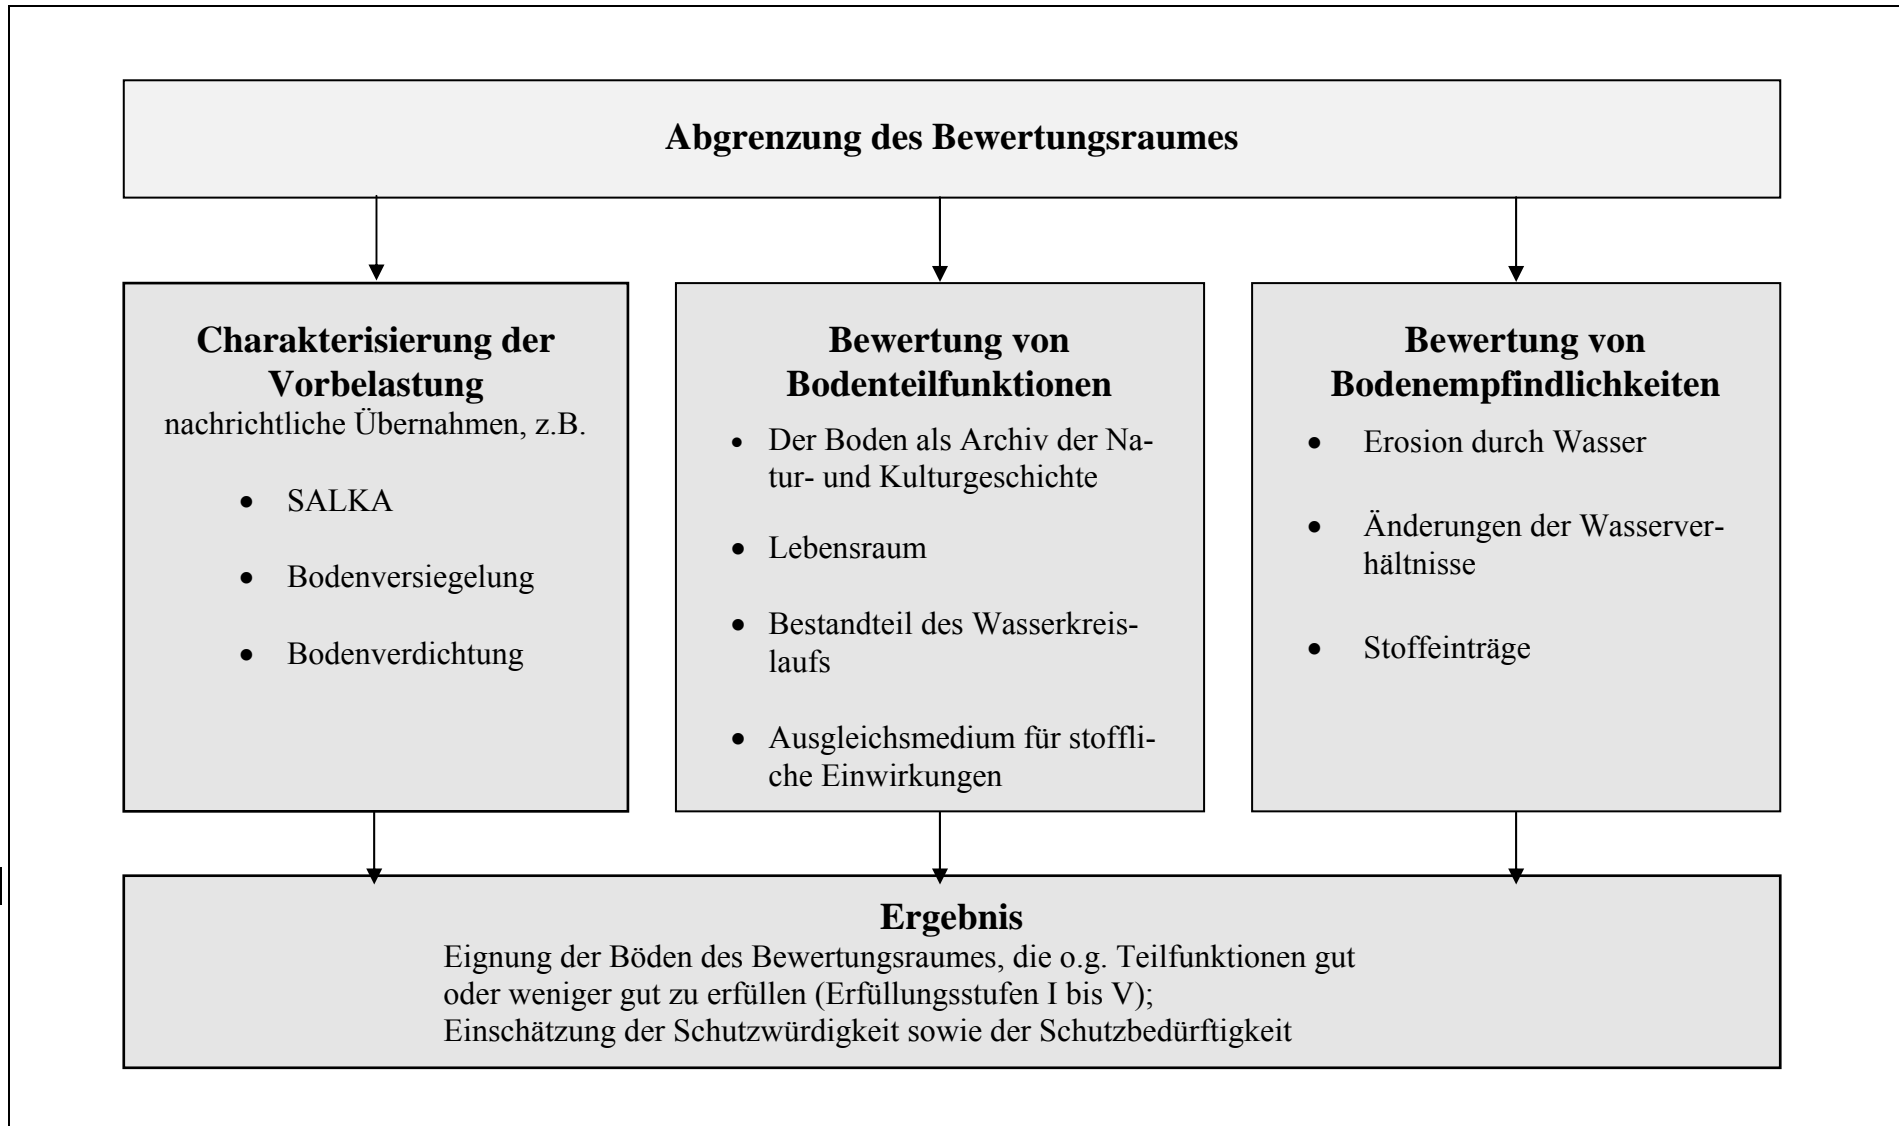 Abgrenzung des Bewertungsraumes
Charakterisierung der
Vorbelastung
nachrichtliche Übernahmen, z.B.
• SALKA
• Bodenversiegelung
• Bodenverdichtung
Bewertung von
Bodenteilfunktionen
• Der Boden als Archiv der Na-
tur- und Kulturgeschichte
• Lebensraum
• Bestandteil des Wasserkreis-
laufs
• Ausgleichsmedium für stoffli-
che Einwirkungen
Bewertung von
Bodenempfindlichkeiten
• Erosion durch Wasser
• Änderungen der Wasserver-
hältnisse
• Stoffeinträge
Ergebnis
Eignung der Böden des Bewertungsraumes, die o.g. Teilfunktionen gut
oder weniger gut zu erfüllen (Erfüllungsstufen I bis V);
Einschätzung der Schutzwürdigkeit sowie der Schutzbedürftigkeit